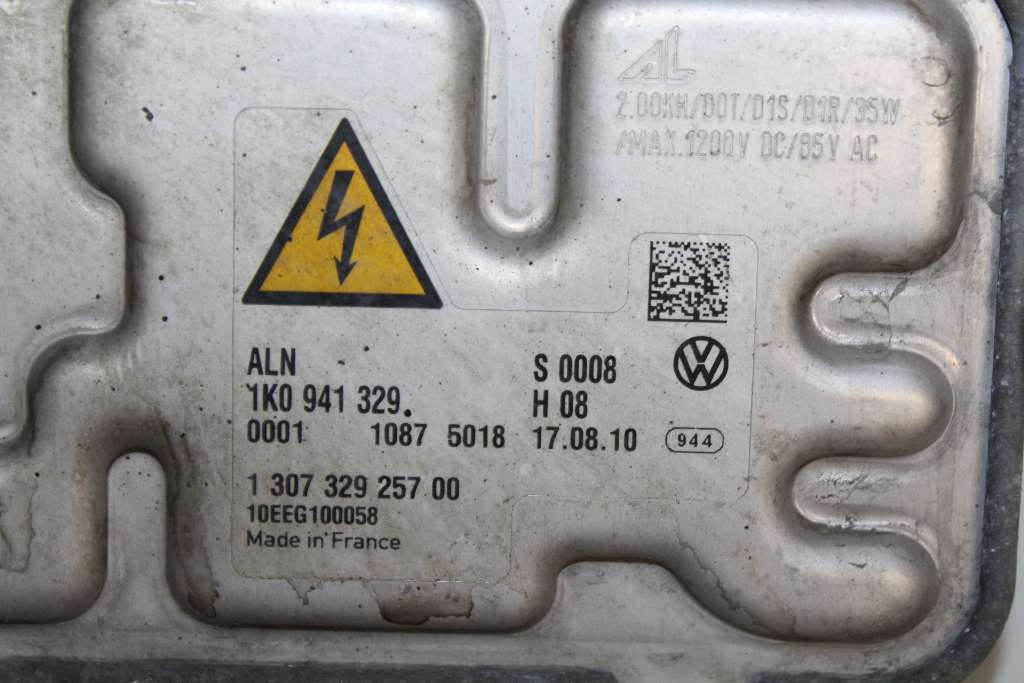 AL
2.00KH/DOT/D1S/D1R/35W
/MAX.1200V DC/85V AC
ALN S 0008
1K0 941 329. H 08
0001 1087 5018 17.08.10 944
1 307 329 257 00
10EEG100058
Made in France